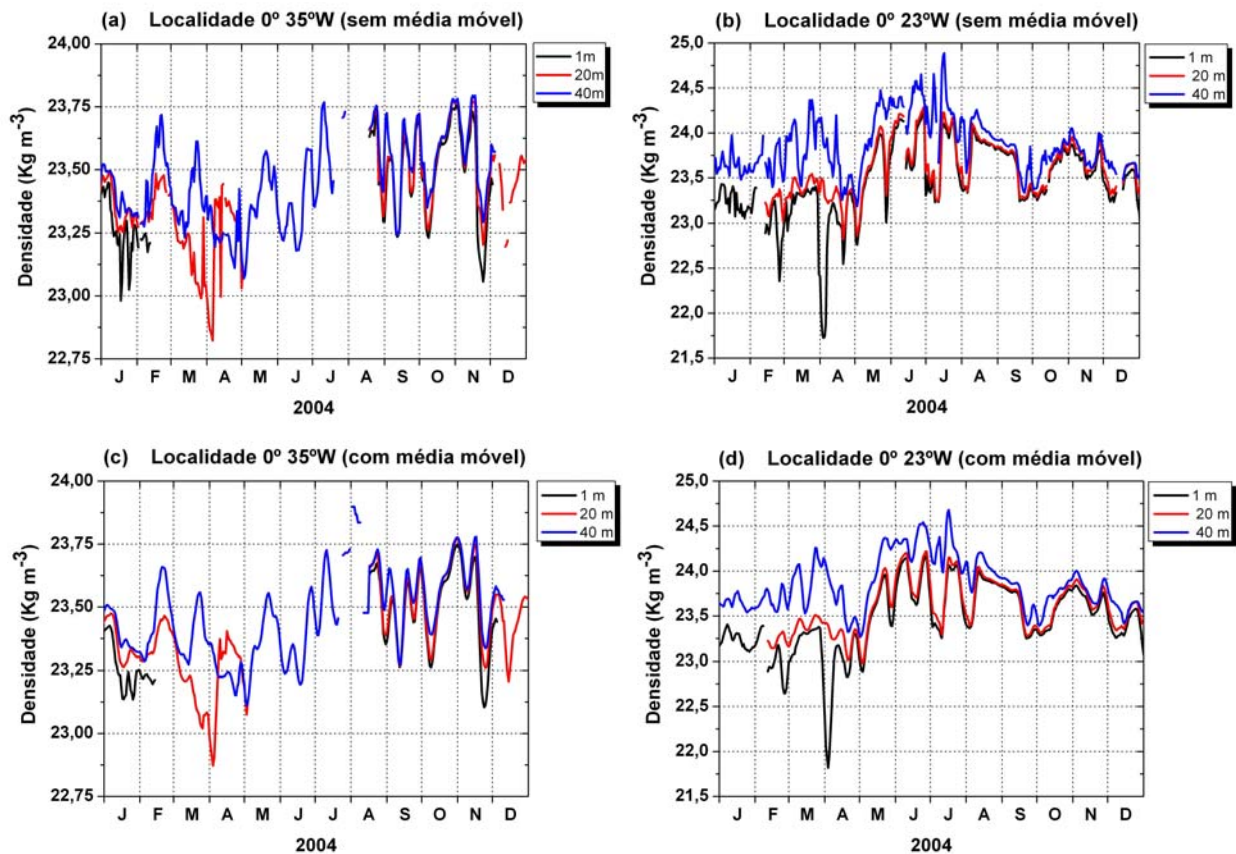 (a) Localidade 0º 35ºW (sem média móvel)
24,00
23,75
23,50
23,25
23,00
22,75
Densidade (Kg m-3)
J F M A M J J A S O N D
2004
1m
20m
40m
(b) Localidade 0º 23ºW (sem média móvel)
25,0
24,5
24,0
23,5
23,0
22,5
22,0
21,5
Densidade (Kg m-3)
J F M A M J J A S O N D
2004
1 m
20 m
40 m
(c) Localidade 0º 35ºW (com média móvel)
24,00
23,75
23,50
23,25
23,00
22,75
Densidade (Kg m-3)
J F M A M J J A S O N D
2004
1 m
20 m
40 m
(d) Localidade 0º 23ºW (com média móvel)
25,0
24,5
24,0
23,5
23,0
22,5
22,0
21,5
Densidade (Kg m-3)
J F M A M J J A S O N D
2004
1 m
20 m
40 m